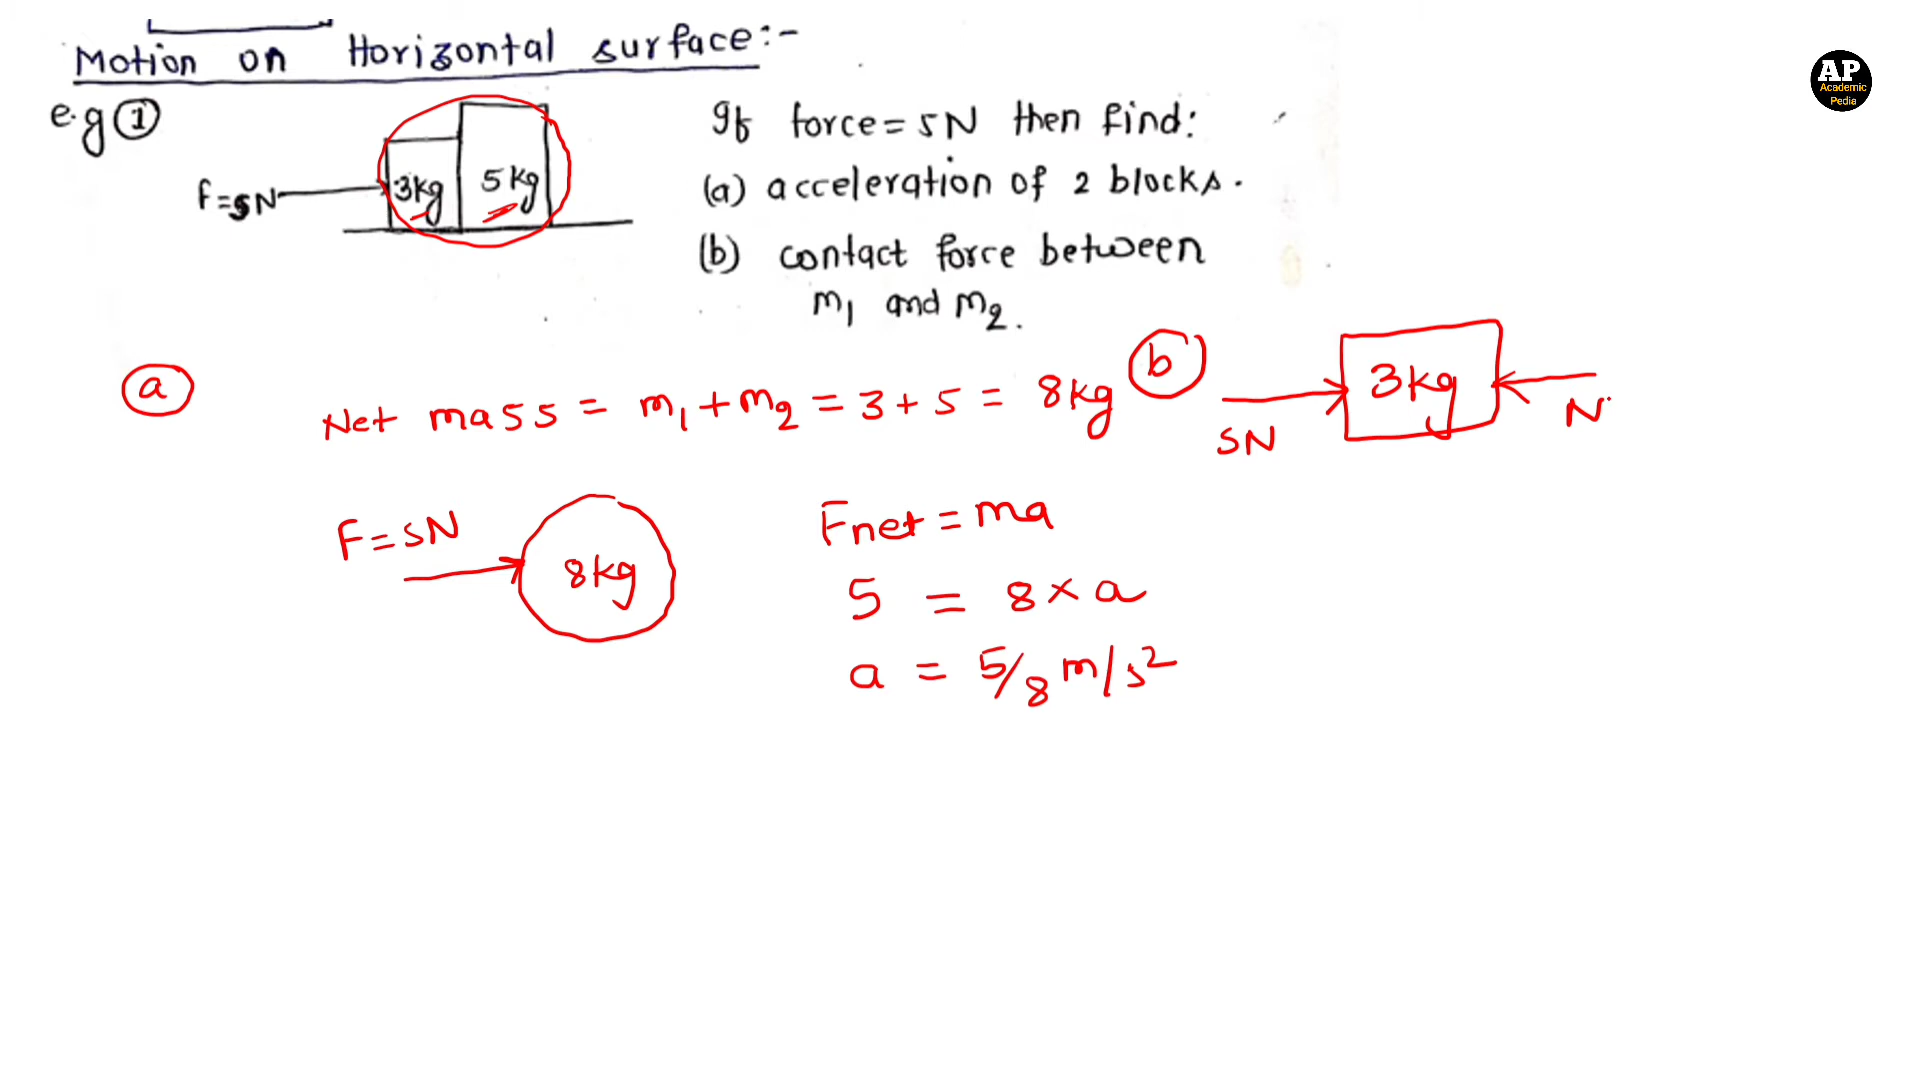 Motion on Horizontal surface:-
e.g ①
F=5N
3kg
5kg
If force=5N then find:
(a) acceleration of 2 blocks.
(b) contact force between
m₁ and m₂.
AP
Academic
Pedia
ⓐ
Net mass = m₁+m₂ = 3+5 = 8kg
F=5N
8kg
Fnet = ma
5 = 8×a
a = 5/8 m/s²
ⓑ
5N
3kg
N